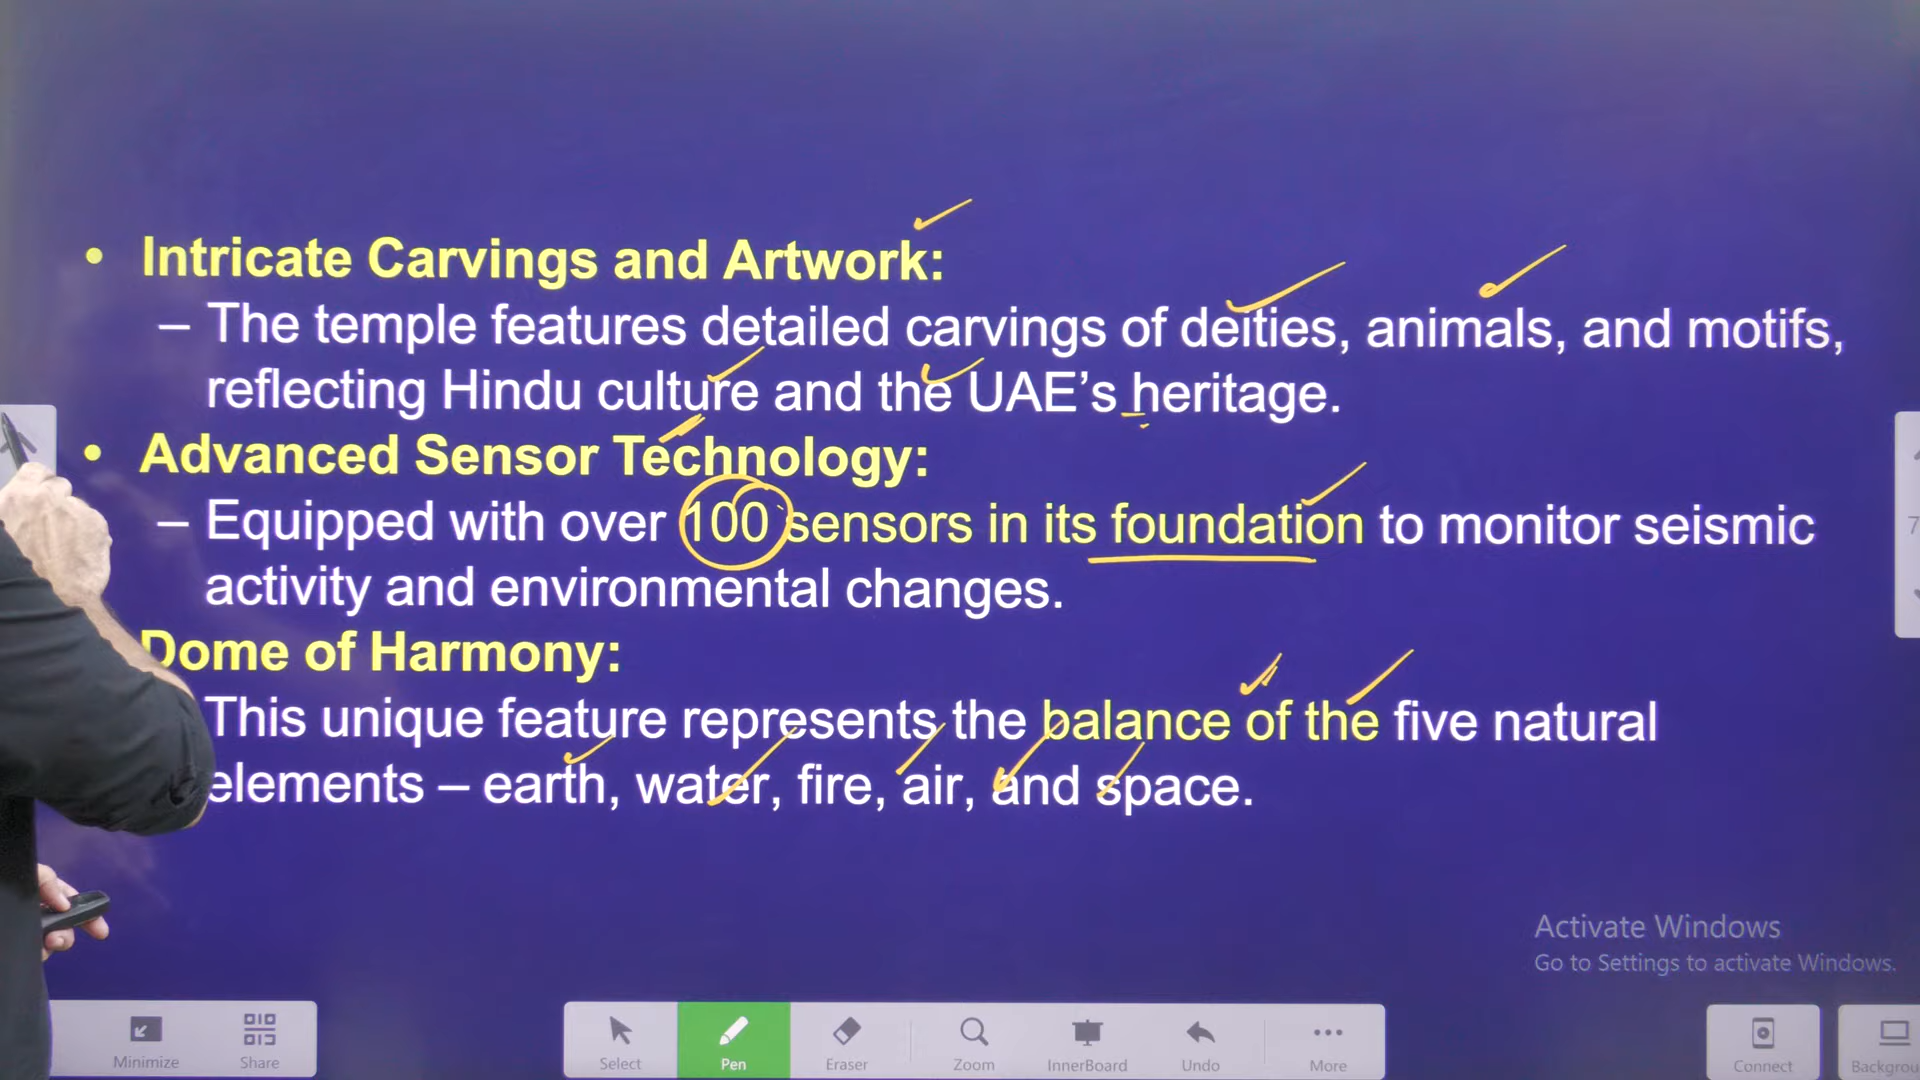 • Intricate Carvings and Artwork:
– The temple features detailed carvings of deities, animals, and motifs,
reflecting Hindu culture and the UAE’s heritage.
• Advanced Sensor Technology:
– Equipped with over 100 sensors in its foundation to monitor seismic
activity and environmental changes.
Dome of Harmony:
This unique feature represents the balance of the five natural
elements – earth, water, fire, air, and space.
Activate Windows
Go to Settings to activate Windows.
Minimize Share Select Pen Eraser Zoom InnerBoard Undo More Connect